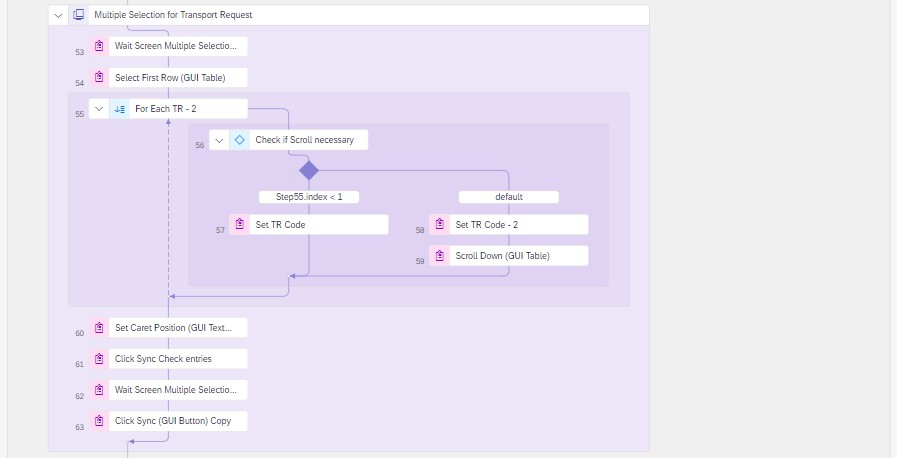 Multiple Selection for Transport Request
53
Wait Screen Multiple Selectio...
54
Select First Row (GUI Table)
55
For Each TR - 2
56
Check if Scroll necessary
Step55.index < 1
default
57
Set TR Code
58
Set TR Code - 2
59
Scroll Down (GUI Table)
60
Set Caret Position (GUI Text...
61
Click Sync Check entries
62
Wait Screen Multiple Selectio...
63
Click Sync (GUI Button) Copy